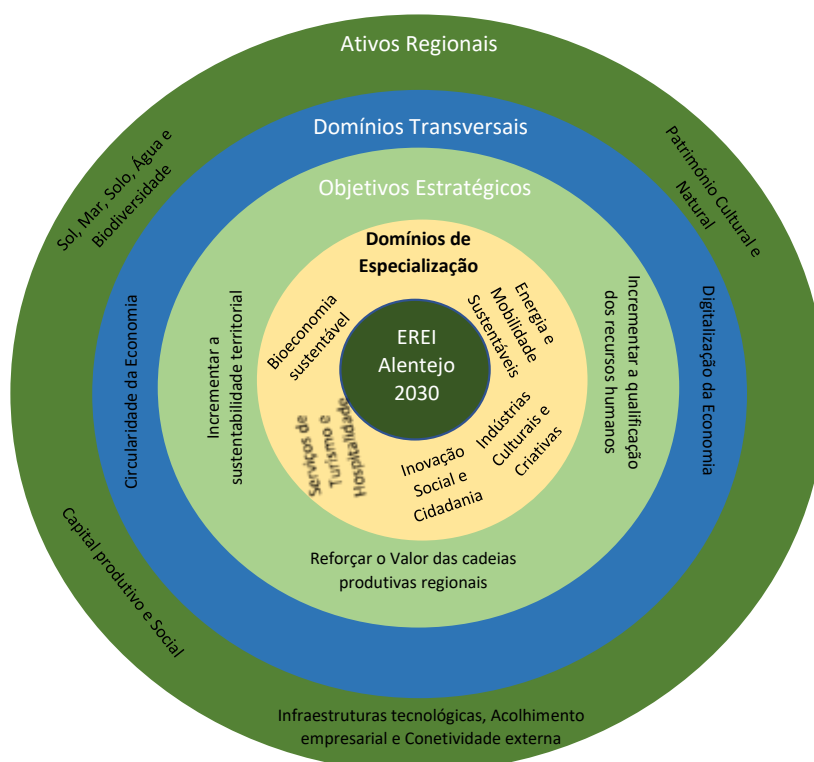 Ativos Regionais
Sol, Mar, Solo, Água e
Biodiversidade
Património Cultural e
Natural
Capital produtivo e Social
Infraestruturas tecnológicas, Acolhimento
empresarial e Conetividade externa
Domínios Transversais
Circularidade da Economia
Digitalização da Economia
Objetivos Estratégicos
Incrementar a
sustentabilidade territorial
Incrementar a qualificação
dos recursos humanos
Reforçar o Valor das cadeias
produtivas regionais
Domínios de
Especialização
Bioeconomia
sustentável
Energia e
Mobilidade
Sustentáveis
Indústrias
Culturais e
Criativas
Inovação
Social e
Cidadania
Serviços de
Turismo e
Hospitalidade
EREI
Alentejo
2030